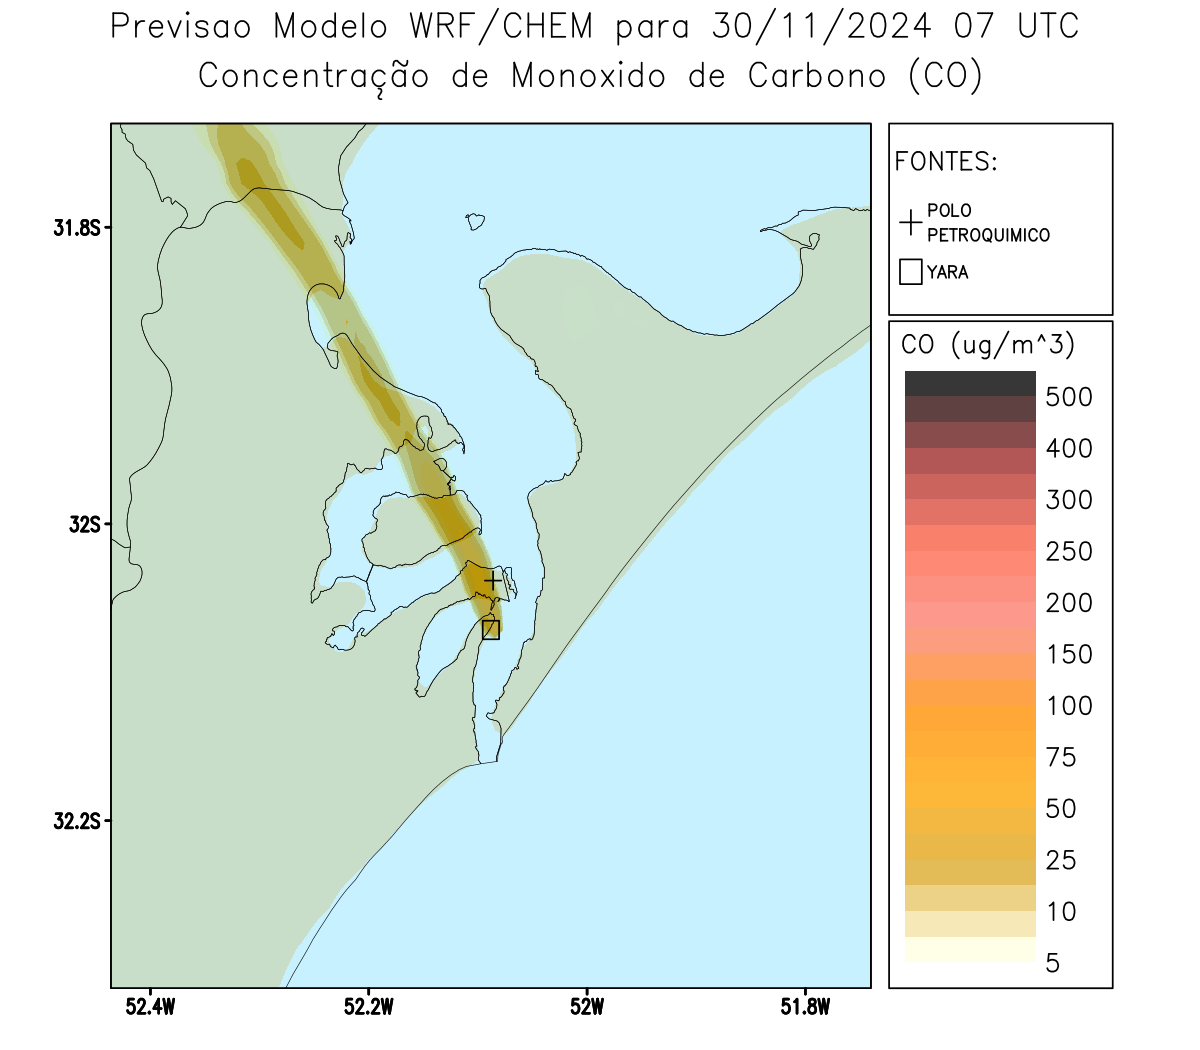 Previsao Modelo WRF/CHEM para 30/11/2024 07 UTC
Concentração de Monoxido de Carbono (CO)
FONTES:
POLO
PETROQUIMICO
YARA
CO (ug/m^3)
500
400
300
250
200
150
100
75
50
25
10
5
31.8S
32S
32.2S
52.4W
52.2W
52W
51.8W